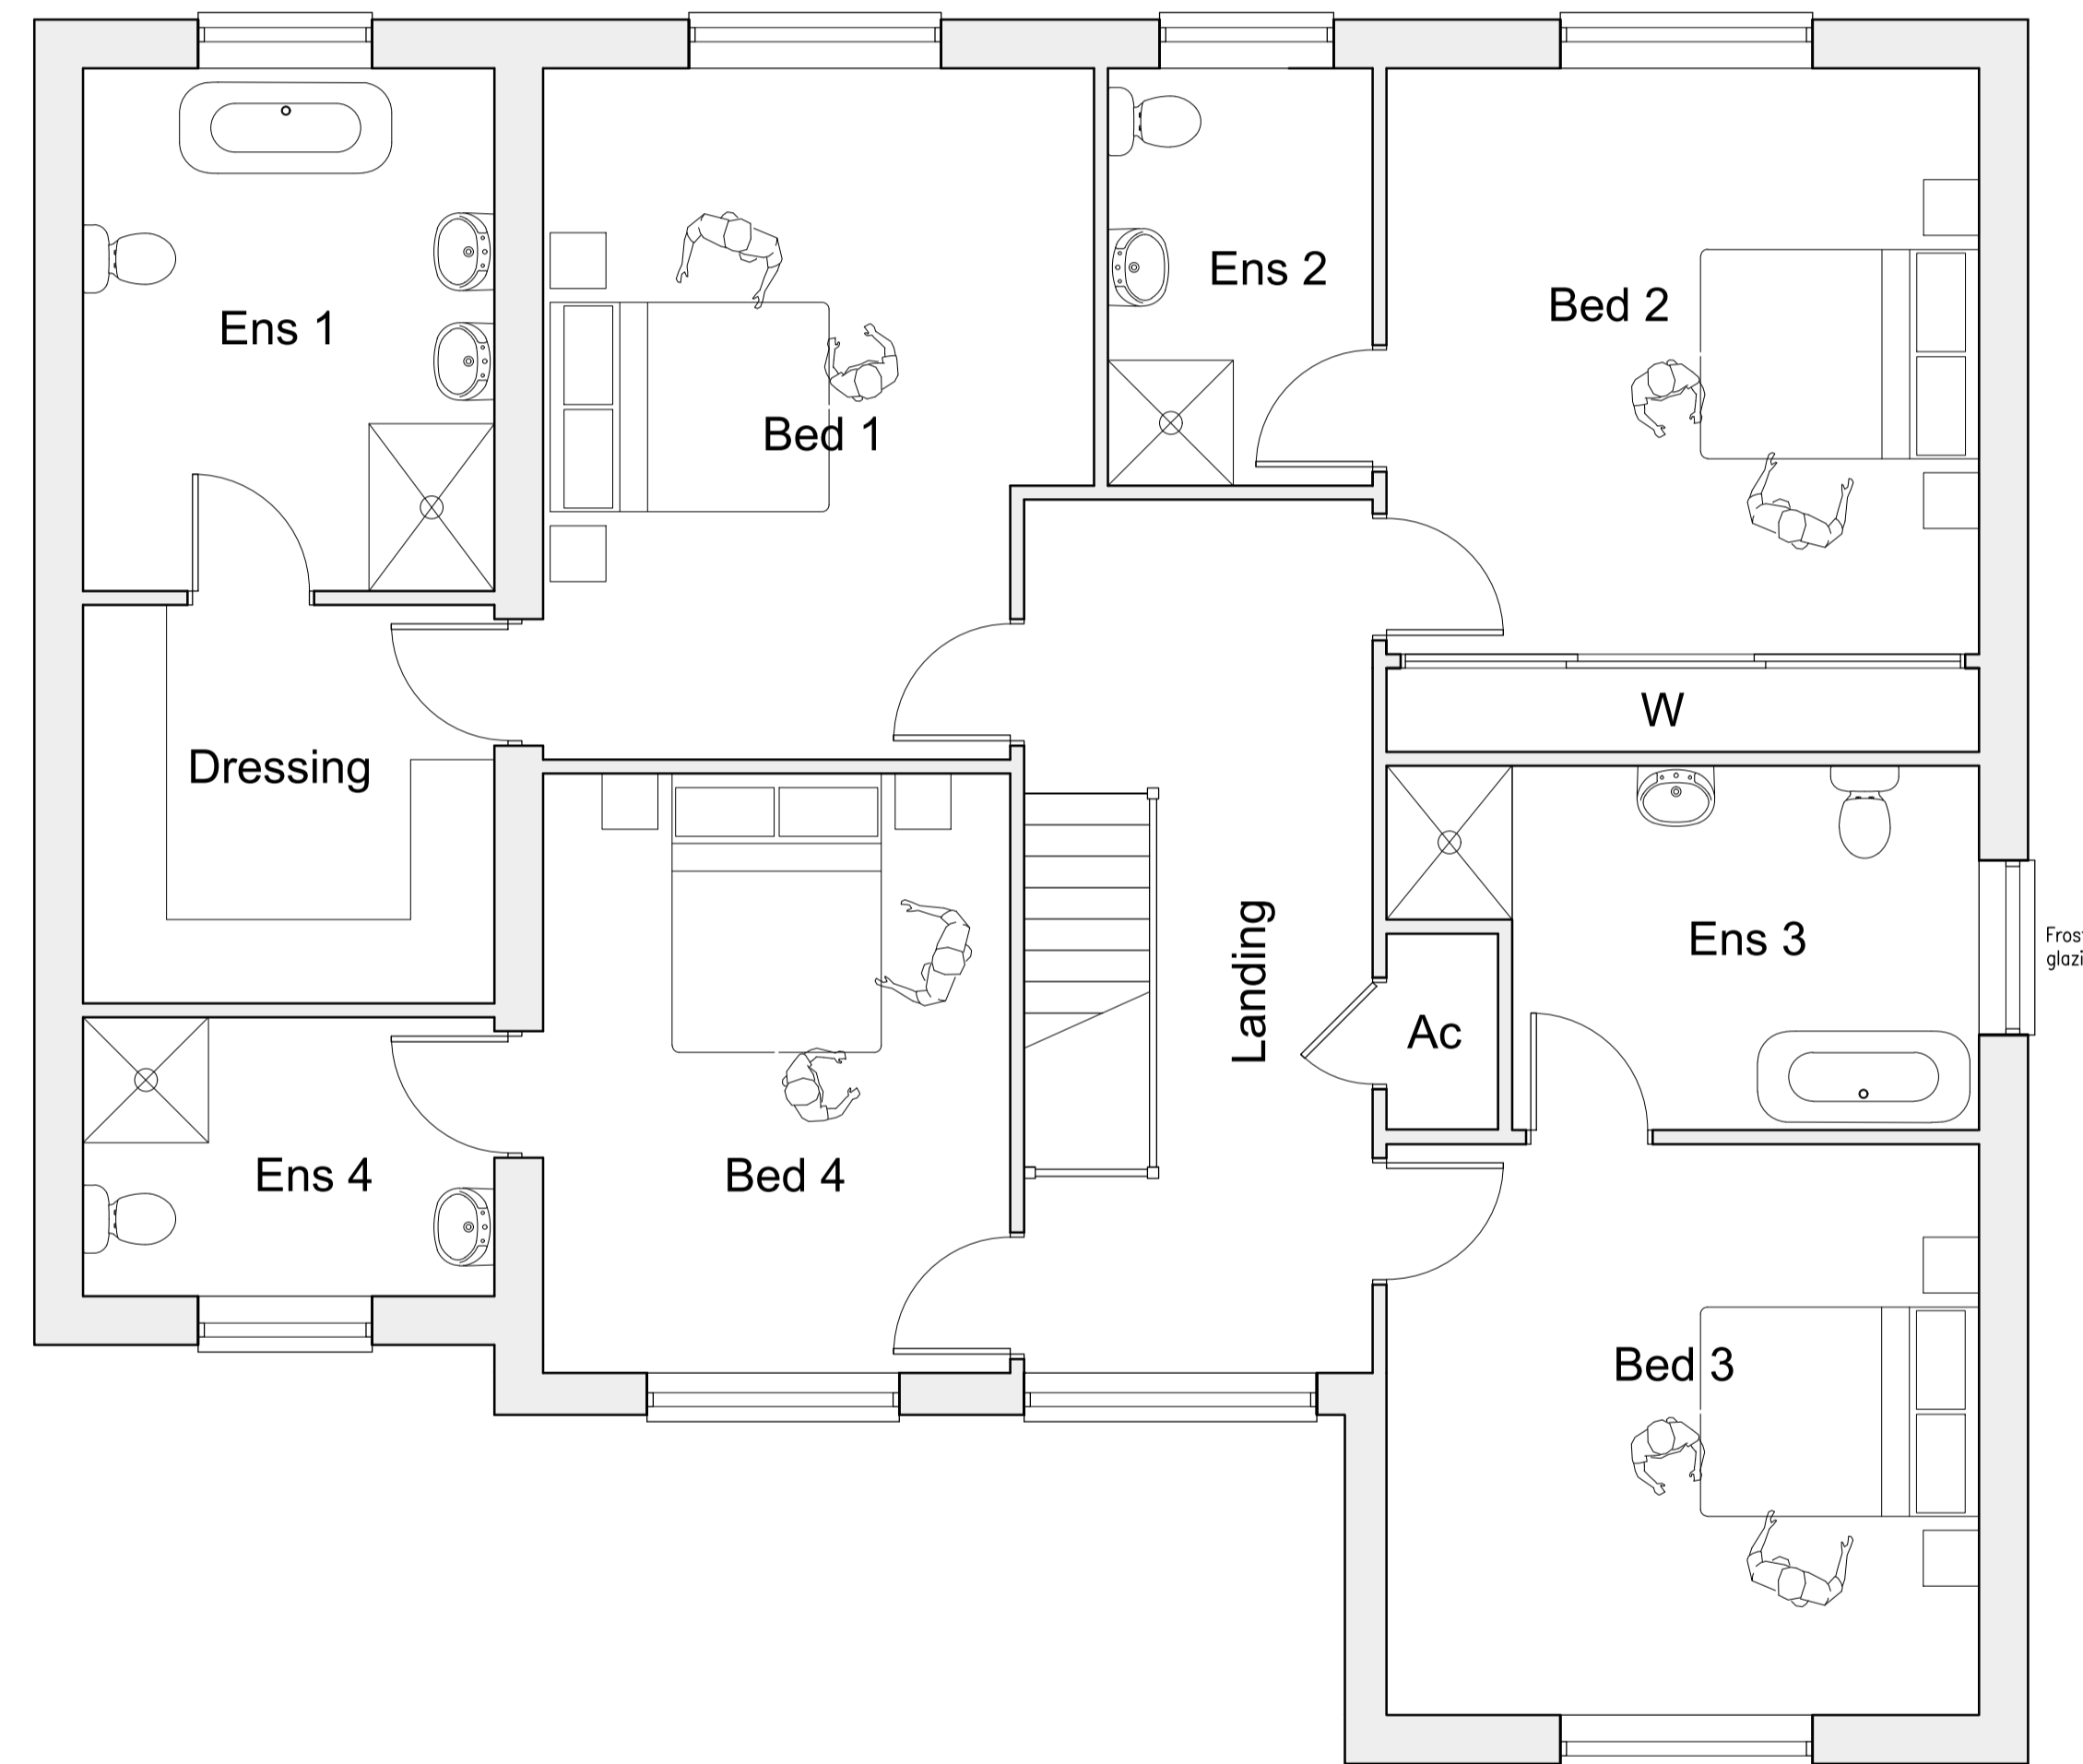 Ens 1
Bed 1
Ens 2
Bed 2
W
Dressing
Landing
Ens 3
Ac
Ens 4
Bed 4
Bed 3